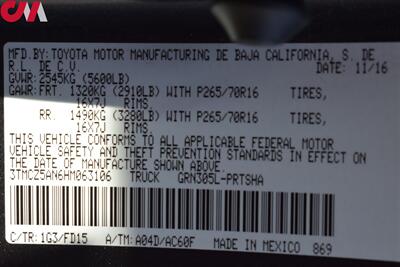 CM
MFD.BY: TOYOTA MOTOR MANUFACTURING DE BAJA CALIFORNIA, S. DE
R.L. DE C.V. DATE: 11/16
GVWR: 2545KG (5600LB)
GAWR: FRT. 1320KG (2910LB) WITH P265/70R16 TIRES,
16X7J RIMS,
RR. 1490KG (3280LB) WITH P265/70R16 TIRES,
16X7J RIMS.
THIS VEHICLE CONFORMS TO ALL APPLICABLE FEDERAL MOTOR
VEHICLE SAFETY AND THEFT PREVENTION STANDARDS IN EFFECT ON
THE DATE OF MANUFACTURE SHOWN ABOVE.
3TMCZ5AN6HM063106 TRUCK GRN305L-PRTSHA
C/TR: 1G3/FD15 A/TM: A04D/AC60F MADE IN MEXICO 869